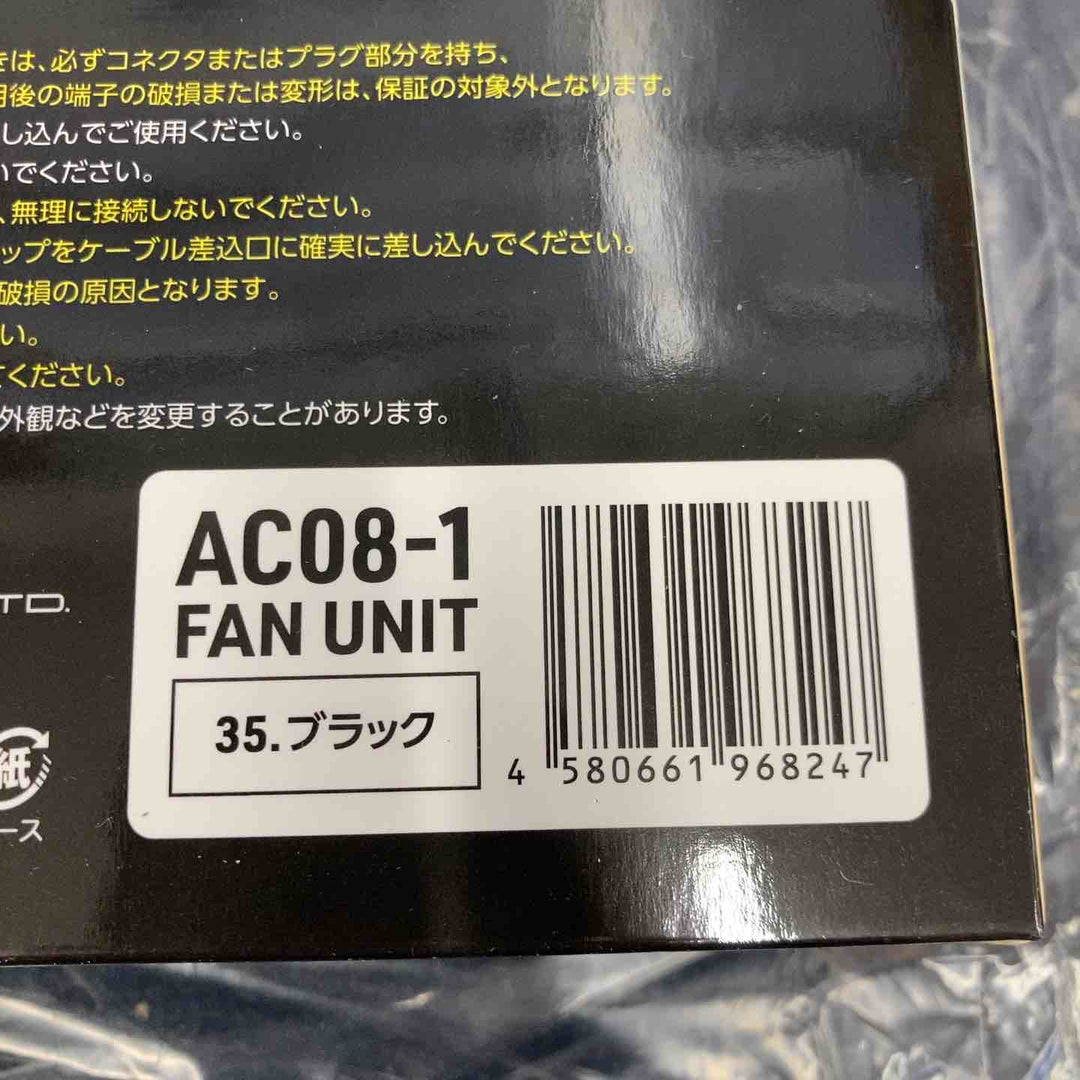 きは、必ずコネクタまたはプラグ部分を持ち、
用後の端子の破損または変形は、保証の対象外となります。
し込んでご使用ください。
いでください。
、無理に接続しないでください。
ップをケーブル差込口に確実に差し込んでください。
破損の原因となります。
い。
てください。
外観などを変更することがあります。
AC08-1
FAN UNIT
35.ブラック
4 580661 968247
TD.
紙
ース